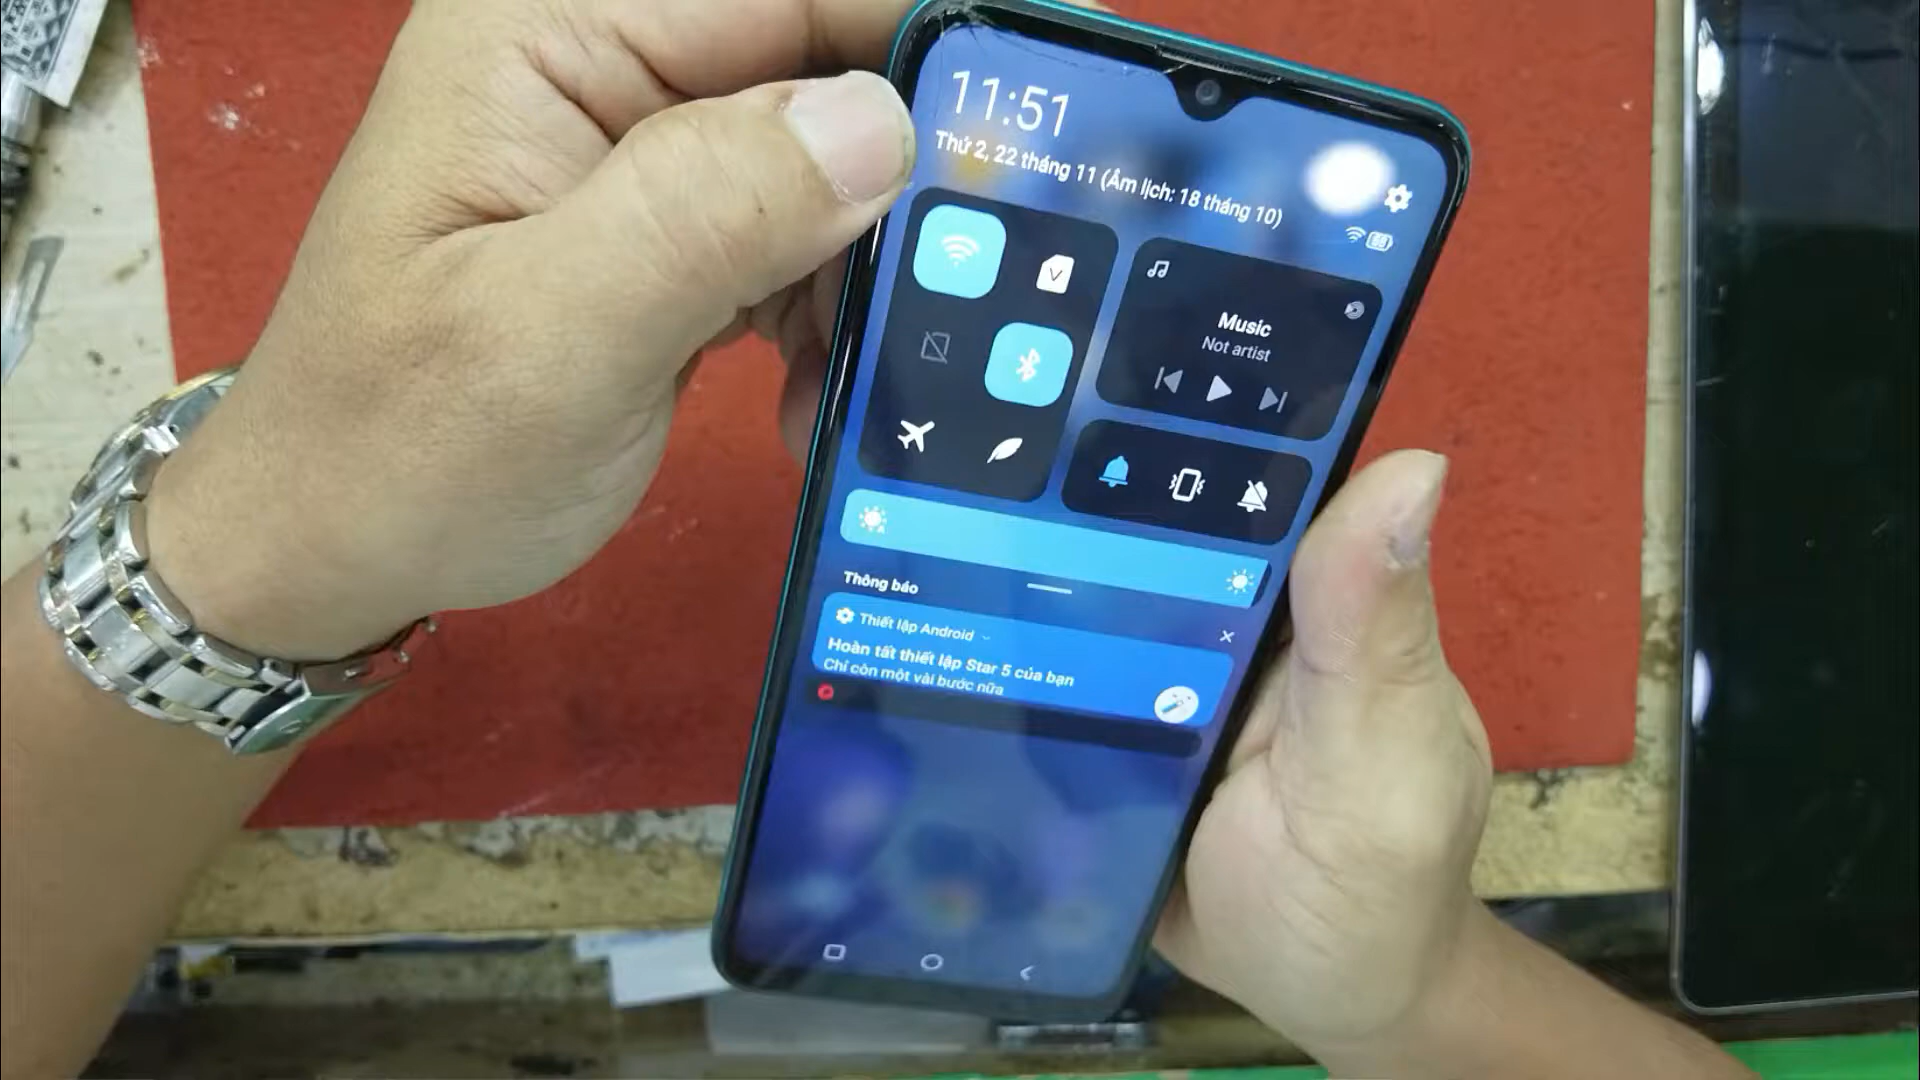 11:51
Thứ 2, 22 tháng 11 (Âm lịch: 18 tháng 10)
Music
Not artist
Thông báo
Thiết lập Android
Hoàn tất thiết lập Star 5 của bạn
Chỉ còn một vài bước nữa